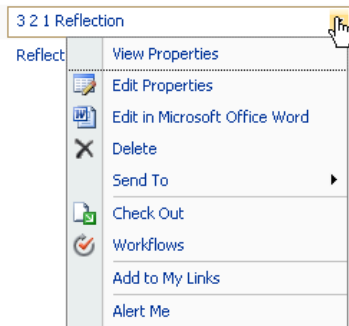 3 2 1 Reflection
Reflect
View Properties
Edit Properties
Edit in Microsoft Office Word
Delete
Send To
Check Out
Workflows
Add to My Links
Alert Me